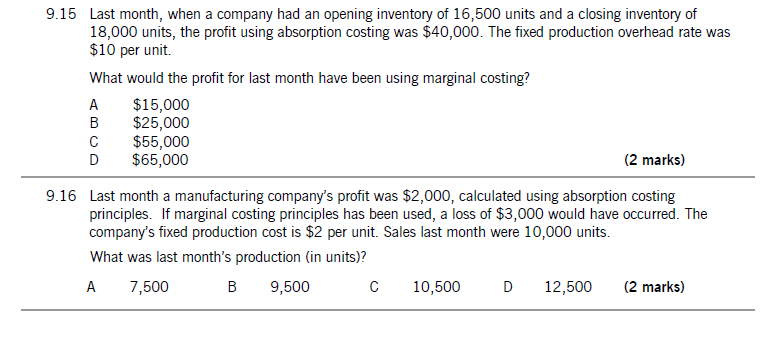 9.15 Last month, when a company had an opening inventory of 16,500 units and a closing inventory of
18,000 units, the profit using absorption costing was $40,000. The fixed production overhead rate was
$10 per unit.
What would the profit for last month have been using marginal costing?
A $15,000
B $25,000
C $55,000
D $65,000 (2 marks)
9.16 Last month a manufacturing company's profit was $2,000, calculated using absorption costing
principles. If marginal costing principles has been used, a loss of $3,000 would have occurred. The
company's fixed production cost is $2 per unit. Sales last month were 10,000 units.
What was last month's production (in units)?
A 7,500 B 9,500 C 10,500 D 12,500 (2 marks)